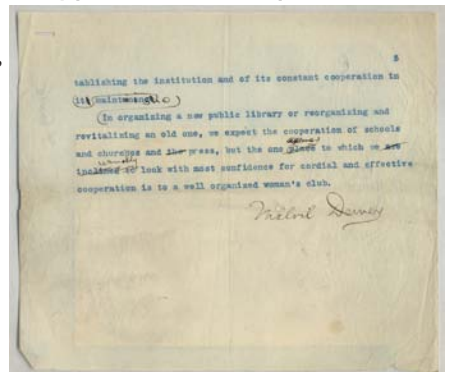 3
tablishing the institution and of its constant cooperation in
its maintenance.
In organizing a new public library or reorganizing and
revitalizing an old one, we expect the cooperation of schools
and churches and the press, but the one place to which we are
usually
inclined to look with most confidence for cordial and effective
cooperation is to a well organized woman's club.
Melvil Dewey